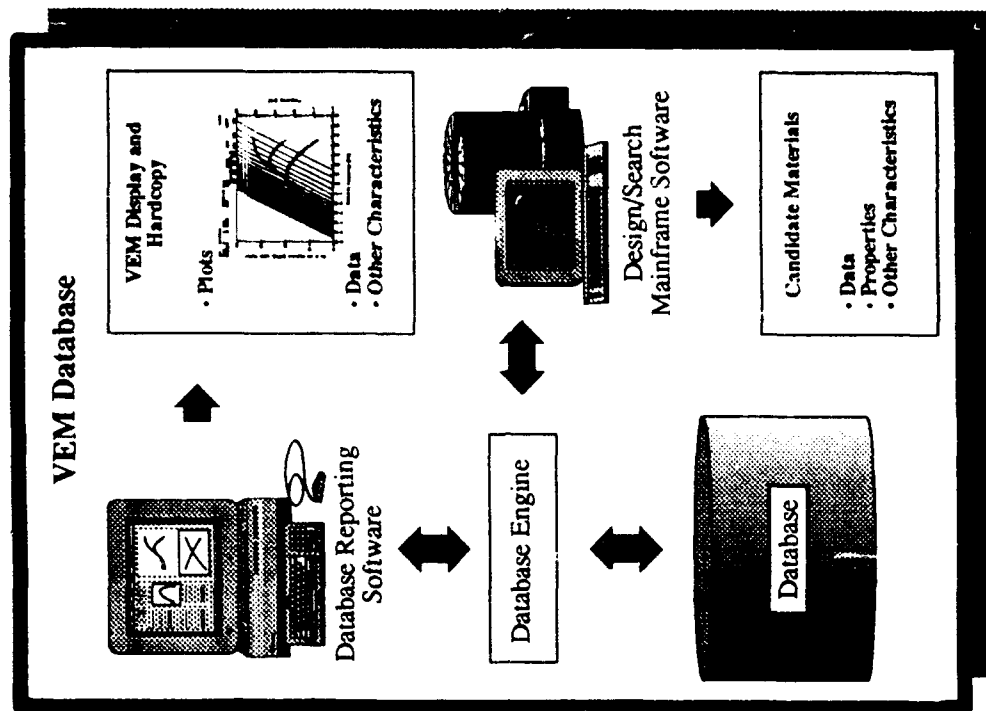 VEM Database
Database Reporting
Software
VEM Display and
Hardcopy
• Plots
• Data
• Other Characteristics
Database Engine
Design/Search
Mainframe Software
Database
Candidate Materials
• Data
• Properties
• Other Characteristics